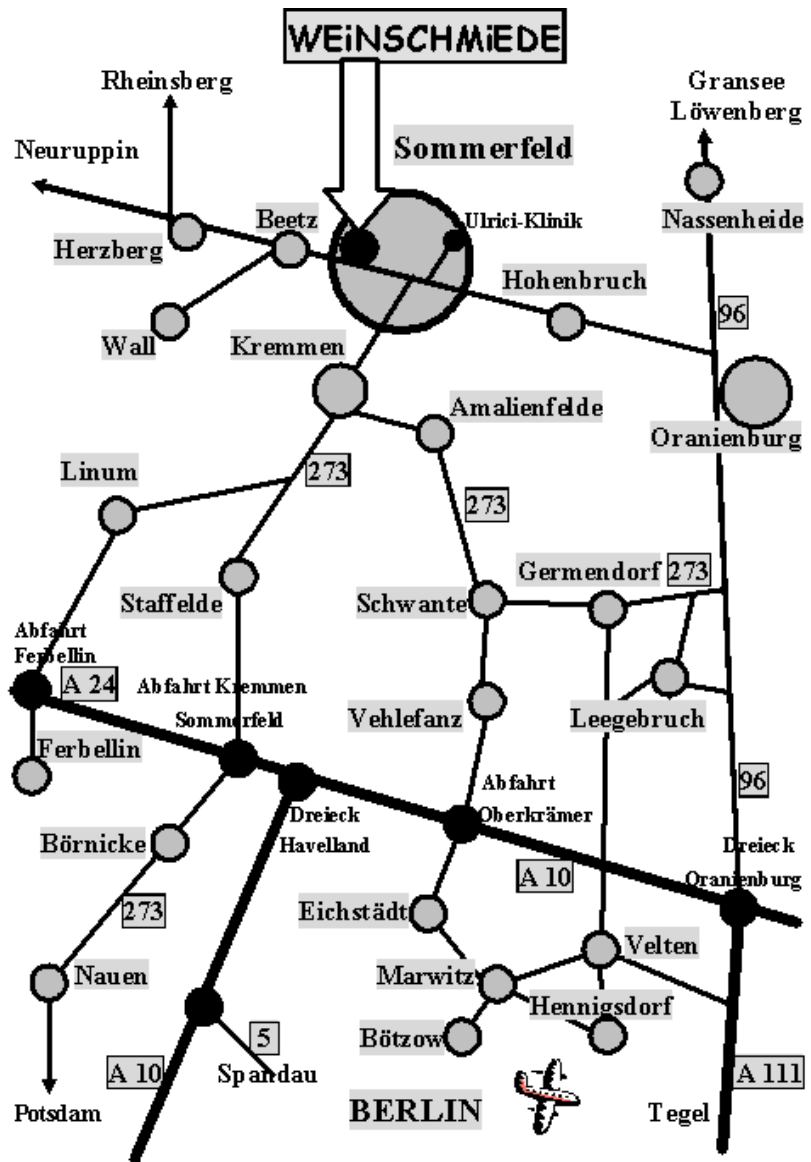 WEiNSCHMiEDE
Rheinsberg
Gransee
Löwenberg
Neuruppin
Sommerfeld
Beetz
Ulrici-Klinik
Nassenheide
Herzberg
Hohenbruch
96
Wall
Kremmen
Amalienfelde
Oranienburg
Linum
273
273
Germendorf
273
Staffelde
Schwante
Abfahrt
Ferbellin
A 24
Abfahrt Kremmen
Sommerfeld
Vehlefanz
Leegebruch
Ferbellin
96
Abfahrt
Oberkrämer
Dreieck
Havelland
Börnicke
Dreieck
Oranienburg
A 10
273
Eichstädt
Velten
Nauen
Marwitz
Hennigsdorf
5
Bötzow
A 10
Spandau
A 111
Potsdam
BERLIN
Tegel